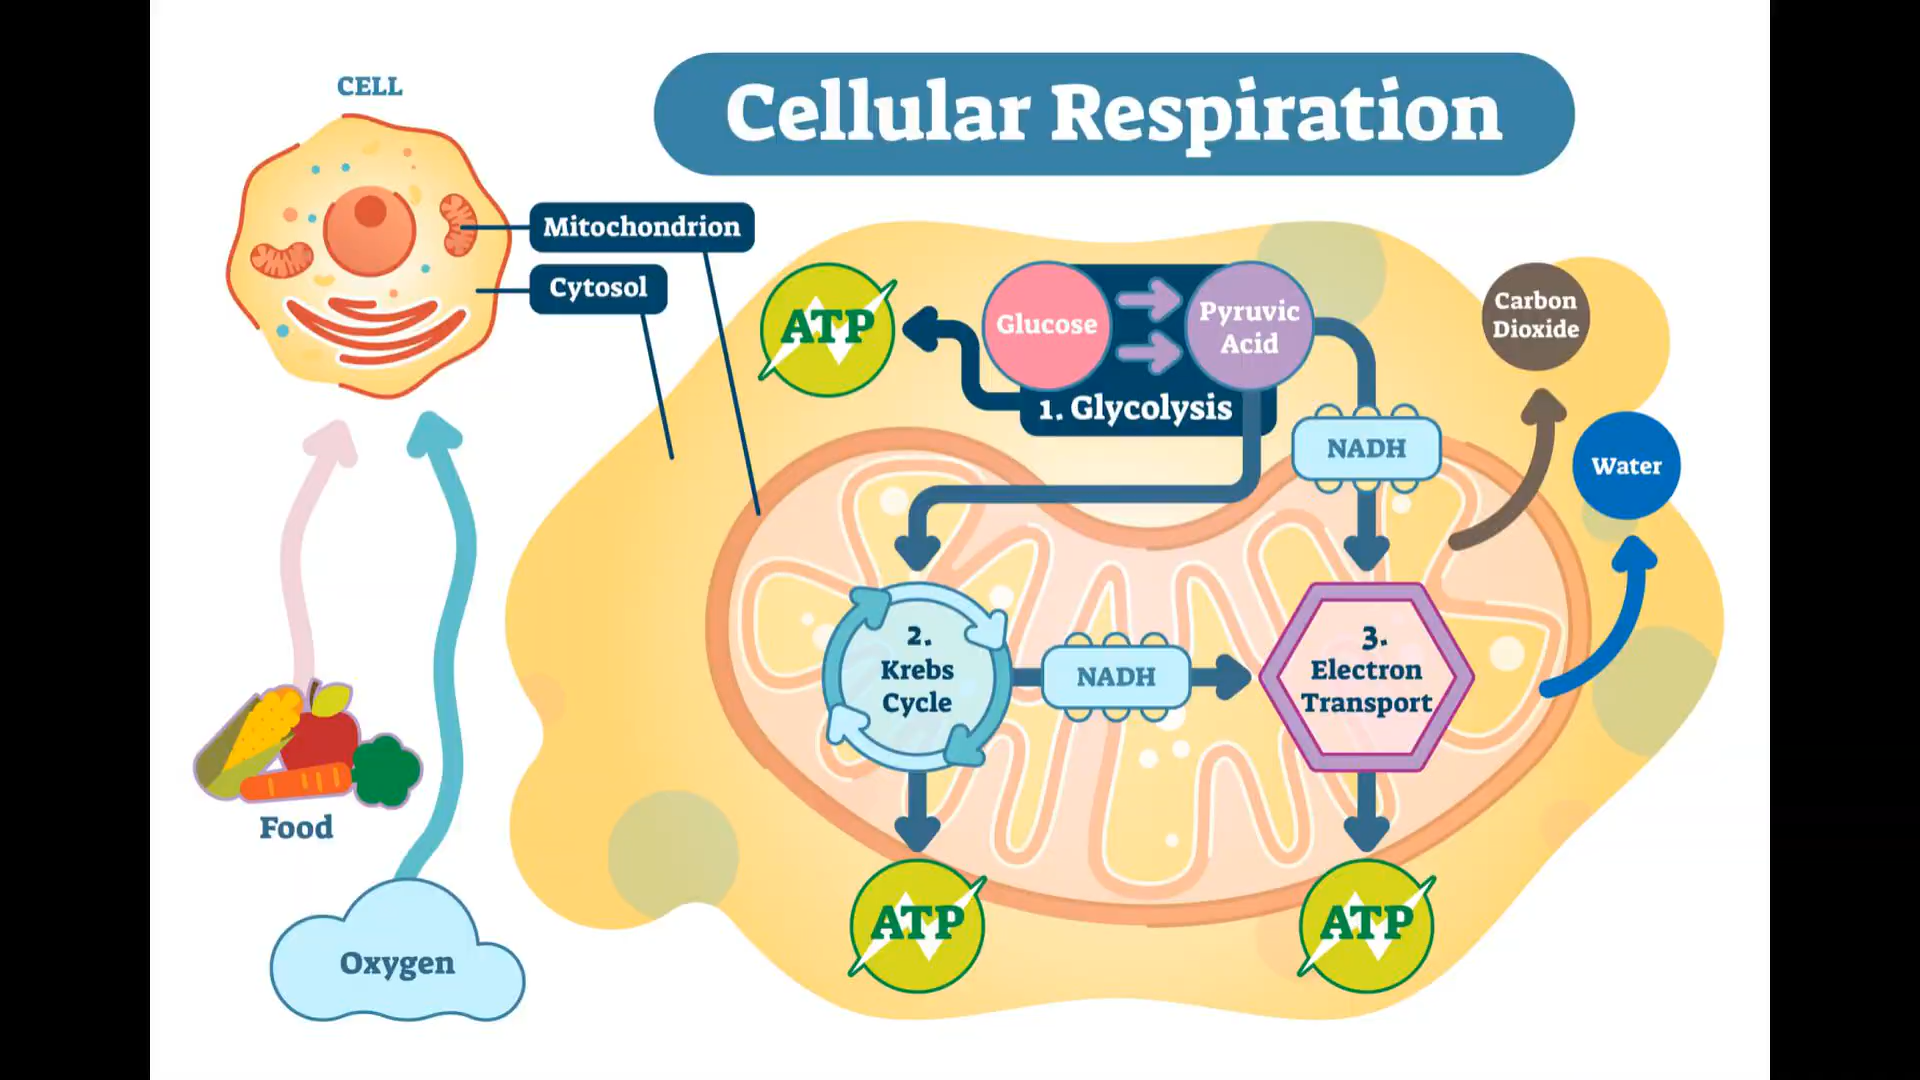 Cellular Respiration
CELL
Mitochondrion
Cytosol
ATP
Glucose
Pyruvic
Acid
1. Glycolysis
Carbon
Dioxide
NADH
Water
2.
Krebs
Cycle
NADH
3.
Electron
Transport
Food
ATP
ATP
Oxygen